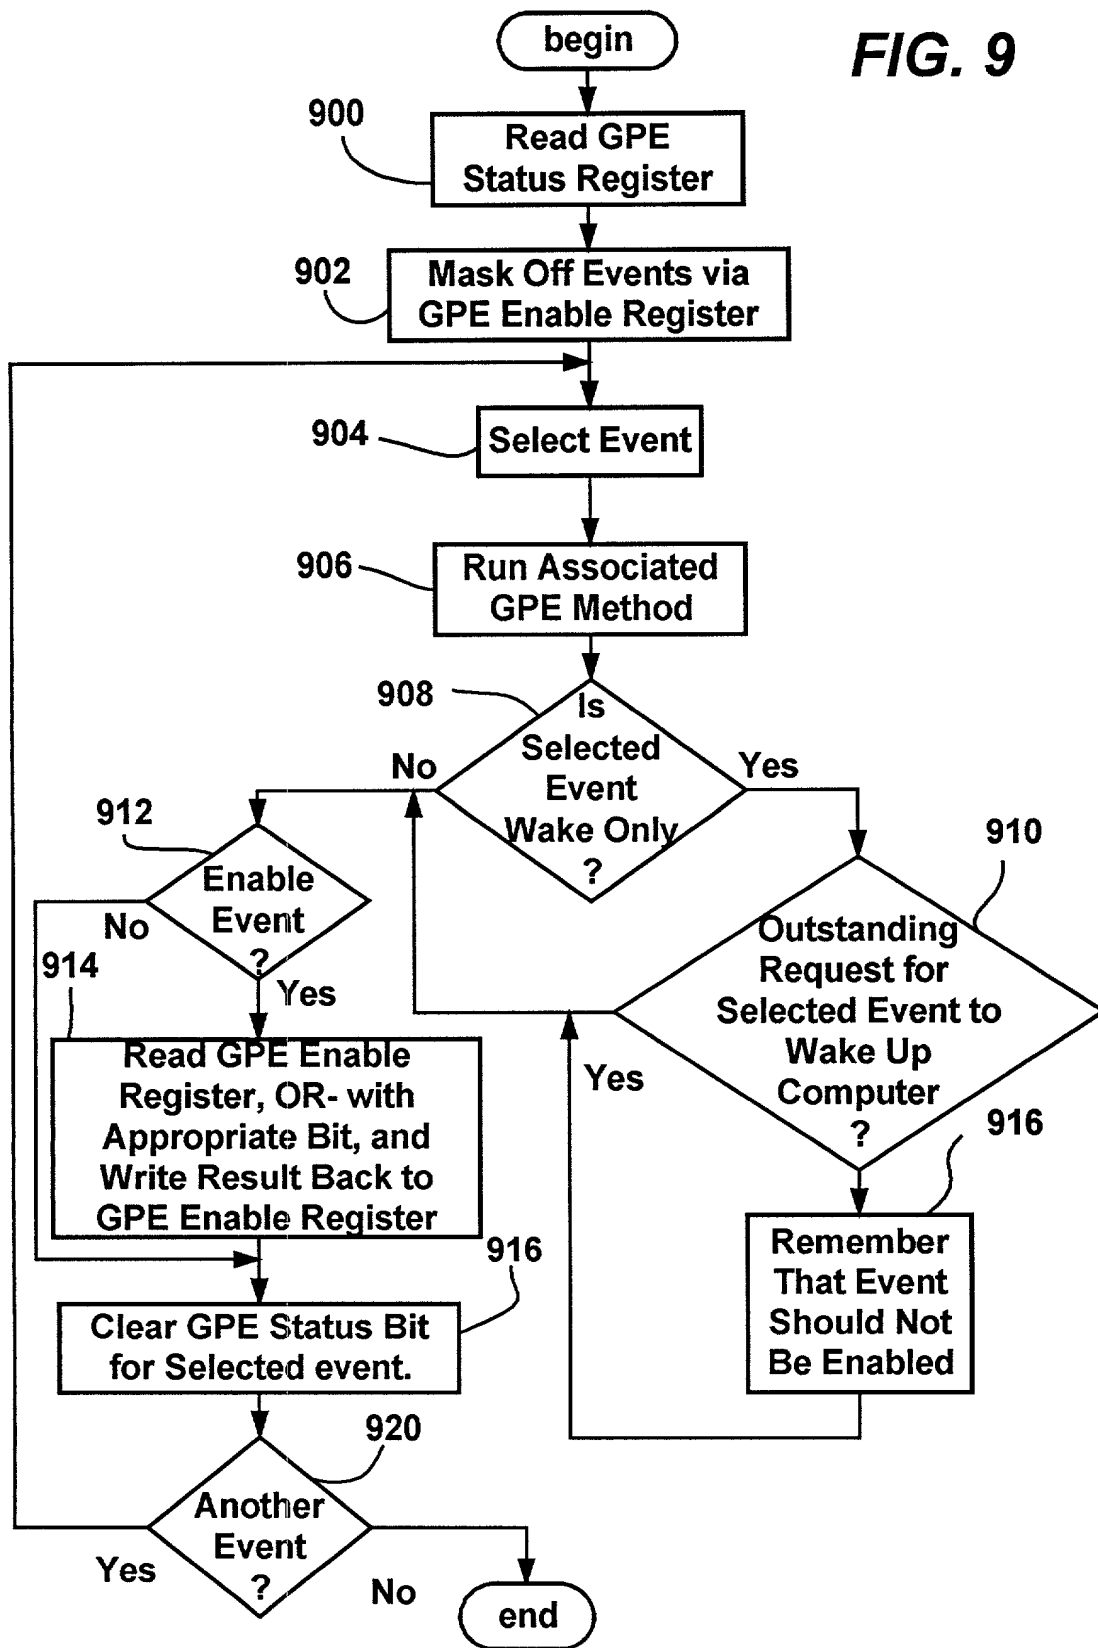 begin
FIG. 9
900
Read GPE
Status Register
902
Mask Off Events via
GPE Enable Register
904
Select Event
906
Run Associated
GPE Method
908
Is
Selected
Event
Wake Only
?
No
Yes
912
Enable
Event
?
No
Yes
910
Outstanding
Request for
Selected Event to
Wake Up
Computer
?
Yes
914
Read GPE Enable
Register, OR- with
Appropriate Bit, and
Write Result Back to
GPE Enable Register
916
Remember
That Event
Should Not
Be Enabled
916
Clear GPE Status Bit
for Selected event.
920
Another
Event
?
Yes
No
end